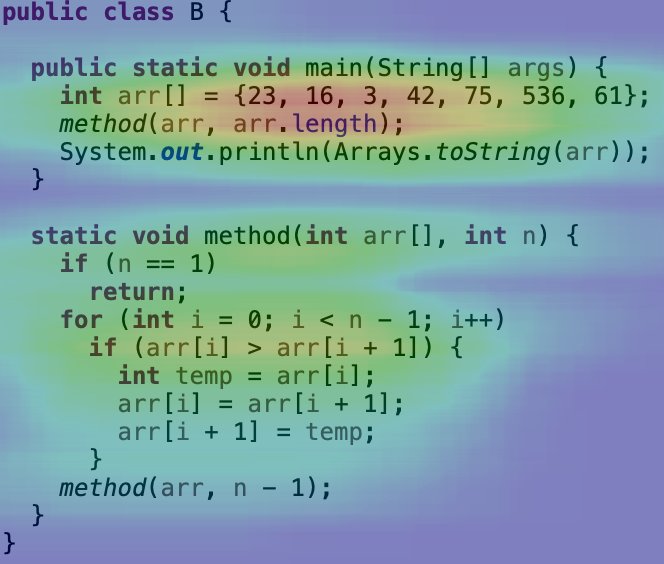 public class B {
public static void main(String[] args) {
int arr[] = {23, 16, 3, 42, 75, 536, 61};
method(arr, arr.length);
System.out.println(Arrays.toString(arr));
}
static void method(int arr[], int n) {
if (n == 1)
return;
for (int i = 0; i < n - 1; i++)
if (arr[i] > arr[i + 1]) {
int temp = arr[i];
arr[i] = arr[i + 1];
arr[i + 1] = temp;
}
method(arr, n - 1);
}
}